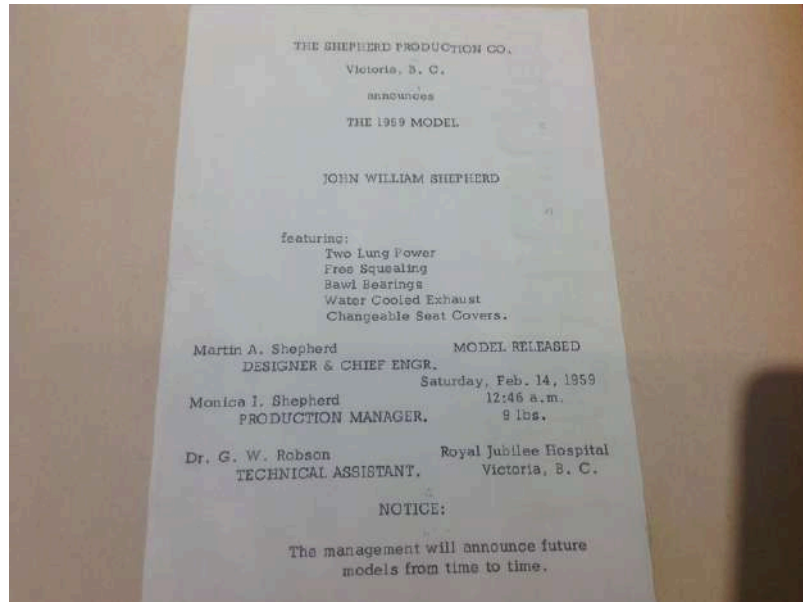 THE SHEPHERD PRODUCTION CO.
Victoria, B. C.
announces
THE 1959 MODEL
JOHN WILLIAM SHEPHERD
featuring:
Two Lung Power
Free Squealing
Bawl Bearings
Water Cooled Exhaust
Changeable Seat Covers.
Martin A. Shepherd MODEL RELEASED
DESIGNER & CHIEF ENGR.
Saturday, Feb. 14, 1959
Monica I. Shepherd 12:46 a.m.
PRODUCTION MANAGER. 9 lbs.
Dr. G. W. Robson Royal Jubilee Hospital
TECHNICAL ASSISTANT. Victoria, B. C.
NOTICE:
The management will announce future
models from time to time.